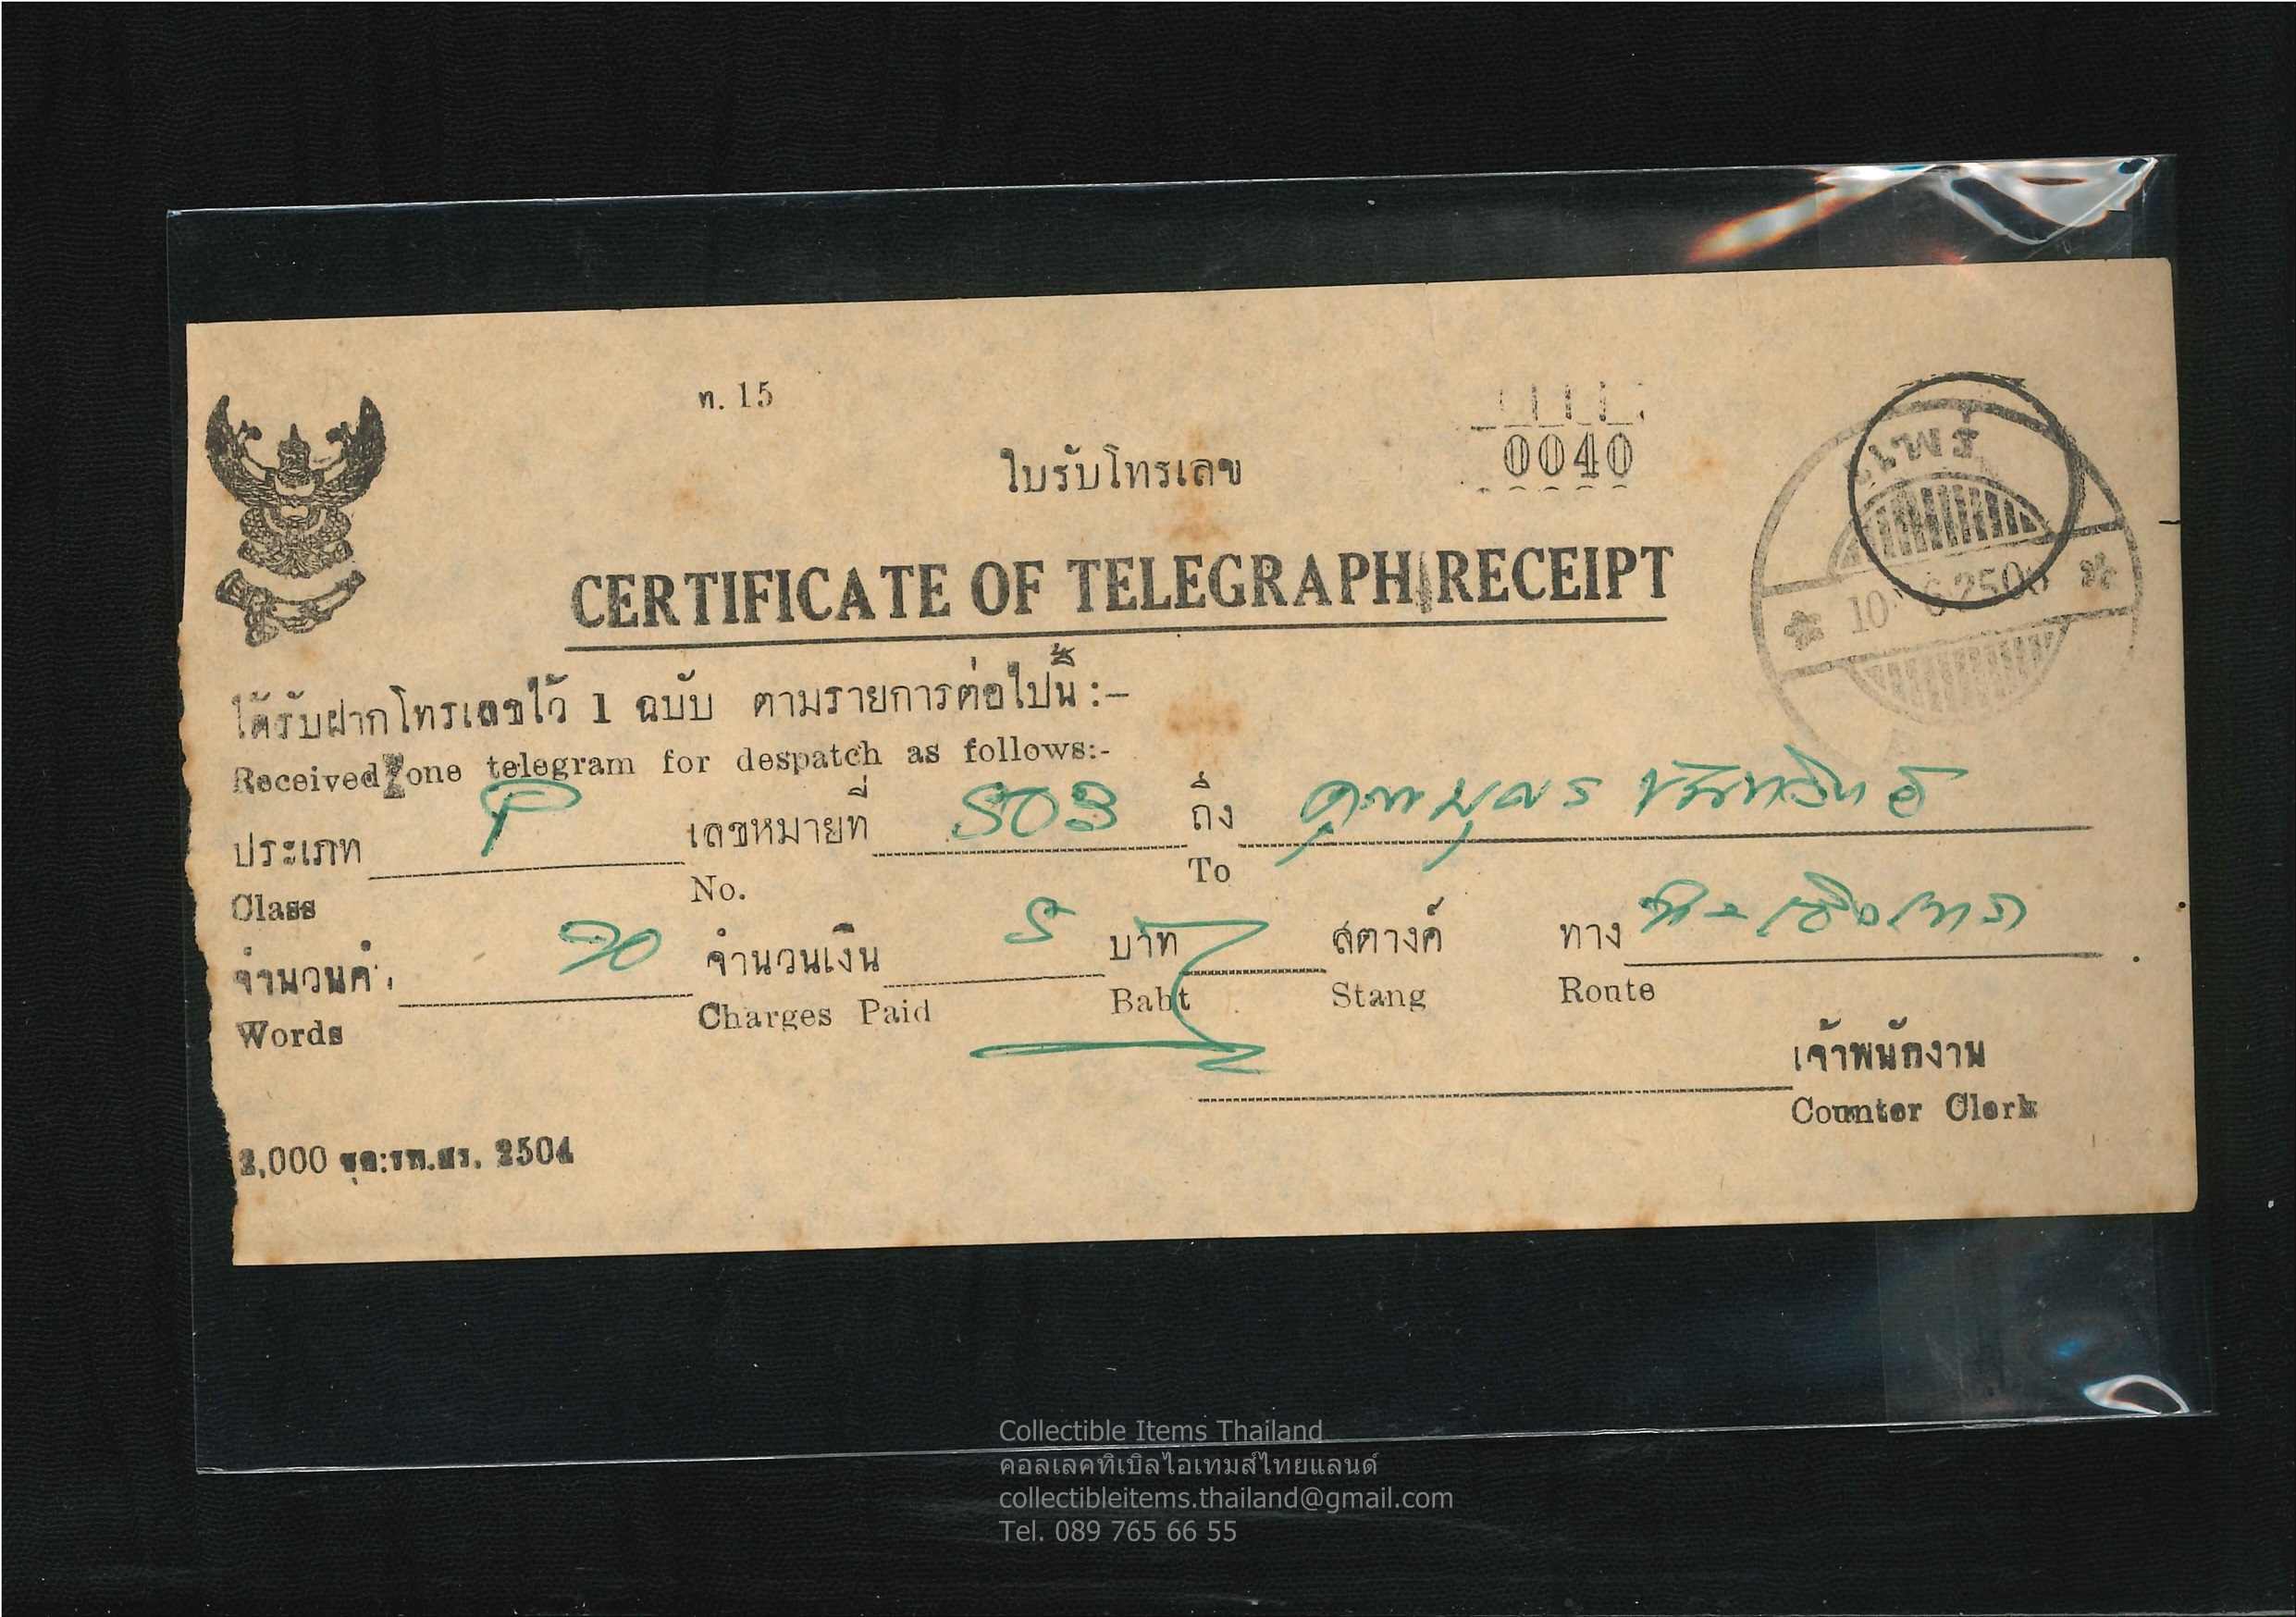 ท. 15
0040
ใบรับโทรเลข
แพร่
CERTIFICATE OF TELEGRAPH RECEIPT
10 6 250
ได้รับฝากโทรเลขไว้ 1 ฉบับ ตามรายการต่อไปนี้ :-
Received one telegram for despatch as follows:-
ประเภท P เลขหมายที่ 503 ถึง
Class No. To
จำนวนคำ 20 จำนวนเงิน 5 บาท สตางค์ ทาง
Words Charges Paid Baht Stang Route
เจ้าพนักงาน
Counter Clerk
2,000 ชุด:รพ.สร. 2504
Collectible Items Thailand
คอลเลคทิเบิลไอเทมส์ไทยแลนด์
collectibleitems.thailand@gmail.com
Tel. 089 765 66 55